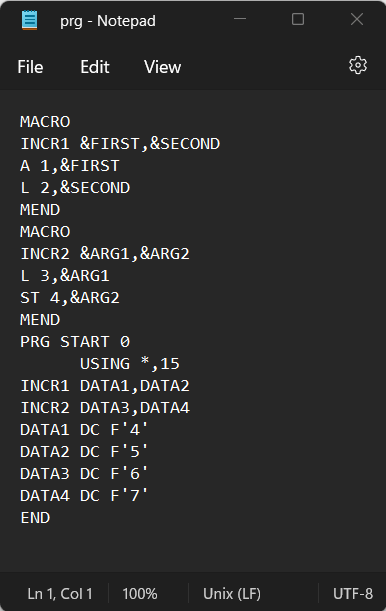 prg - Notepad
File Edit View
MACRO
INCR1 &FIRST,&SECOND
A 1,&FIRST
L 2,&SECOND
MEND
MACRO
INCR2 &ARG1,&ARG2
L 3,&ARG1
ST 4,&ARG2
MEND
PRG START 0
      USING *,15
INCR1 DATA1,DATA2
INCR2 DATA3,DATA4
DATA1 DC F'4'
DATA2 DC F'5'
DATA3 DC F'6'
DATA4 DC F'7'
END
Ln 1, Col 1 100% Unix (LF) UTF-8